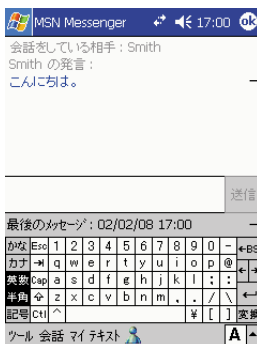 MSN Messenger 17:00 ok
会話をしている相手 : Smith
Smith の発言 :
こんにちは。
送信
最後のメッセージ : 02/02/08 17:00
かな Esc 1 2 3 4 5 6 7 8 9 0 - ←BS
カナ →| q w e r t y u i o p @
英数 Cap a s d f g h j k l ; : ← →
半角 z x c v b n m , . / \ ←
記号 Ctl ^ ¥ [ ] 変換
ツール 会話 マイ テキスト A